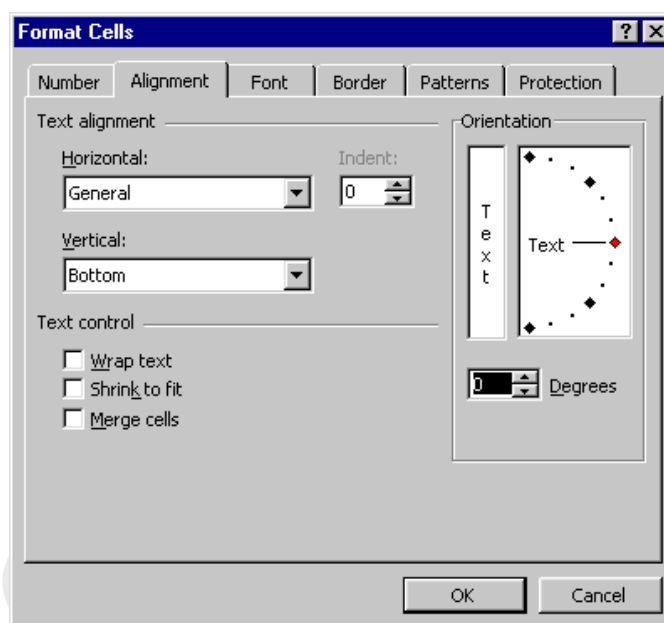 Format Cells
Number Alignment Font Border Patterns Protection
Text alignment
Horizontal:
General
Indent:
0
Vertical:
Bottom
Text control
Wrap text
Shrink to fit
Merge cells
Orientation
Text
Text
0 Degrees
OK Cancel